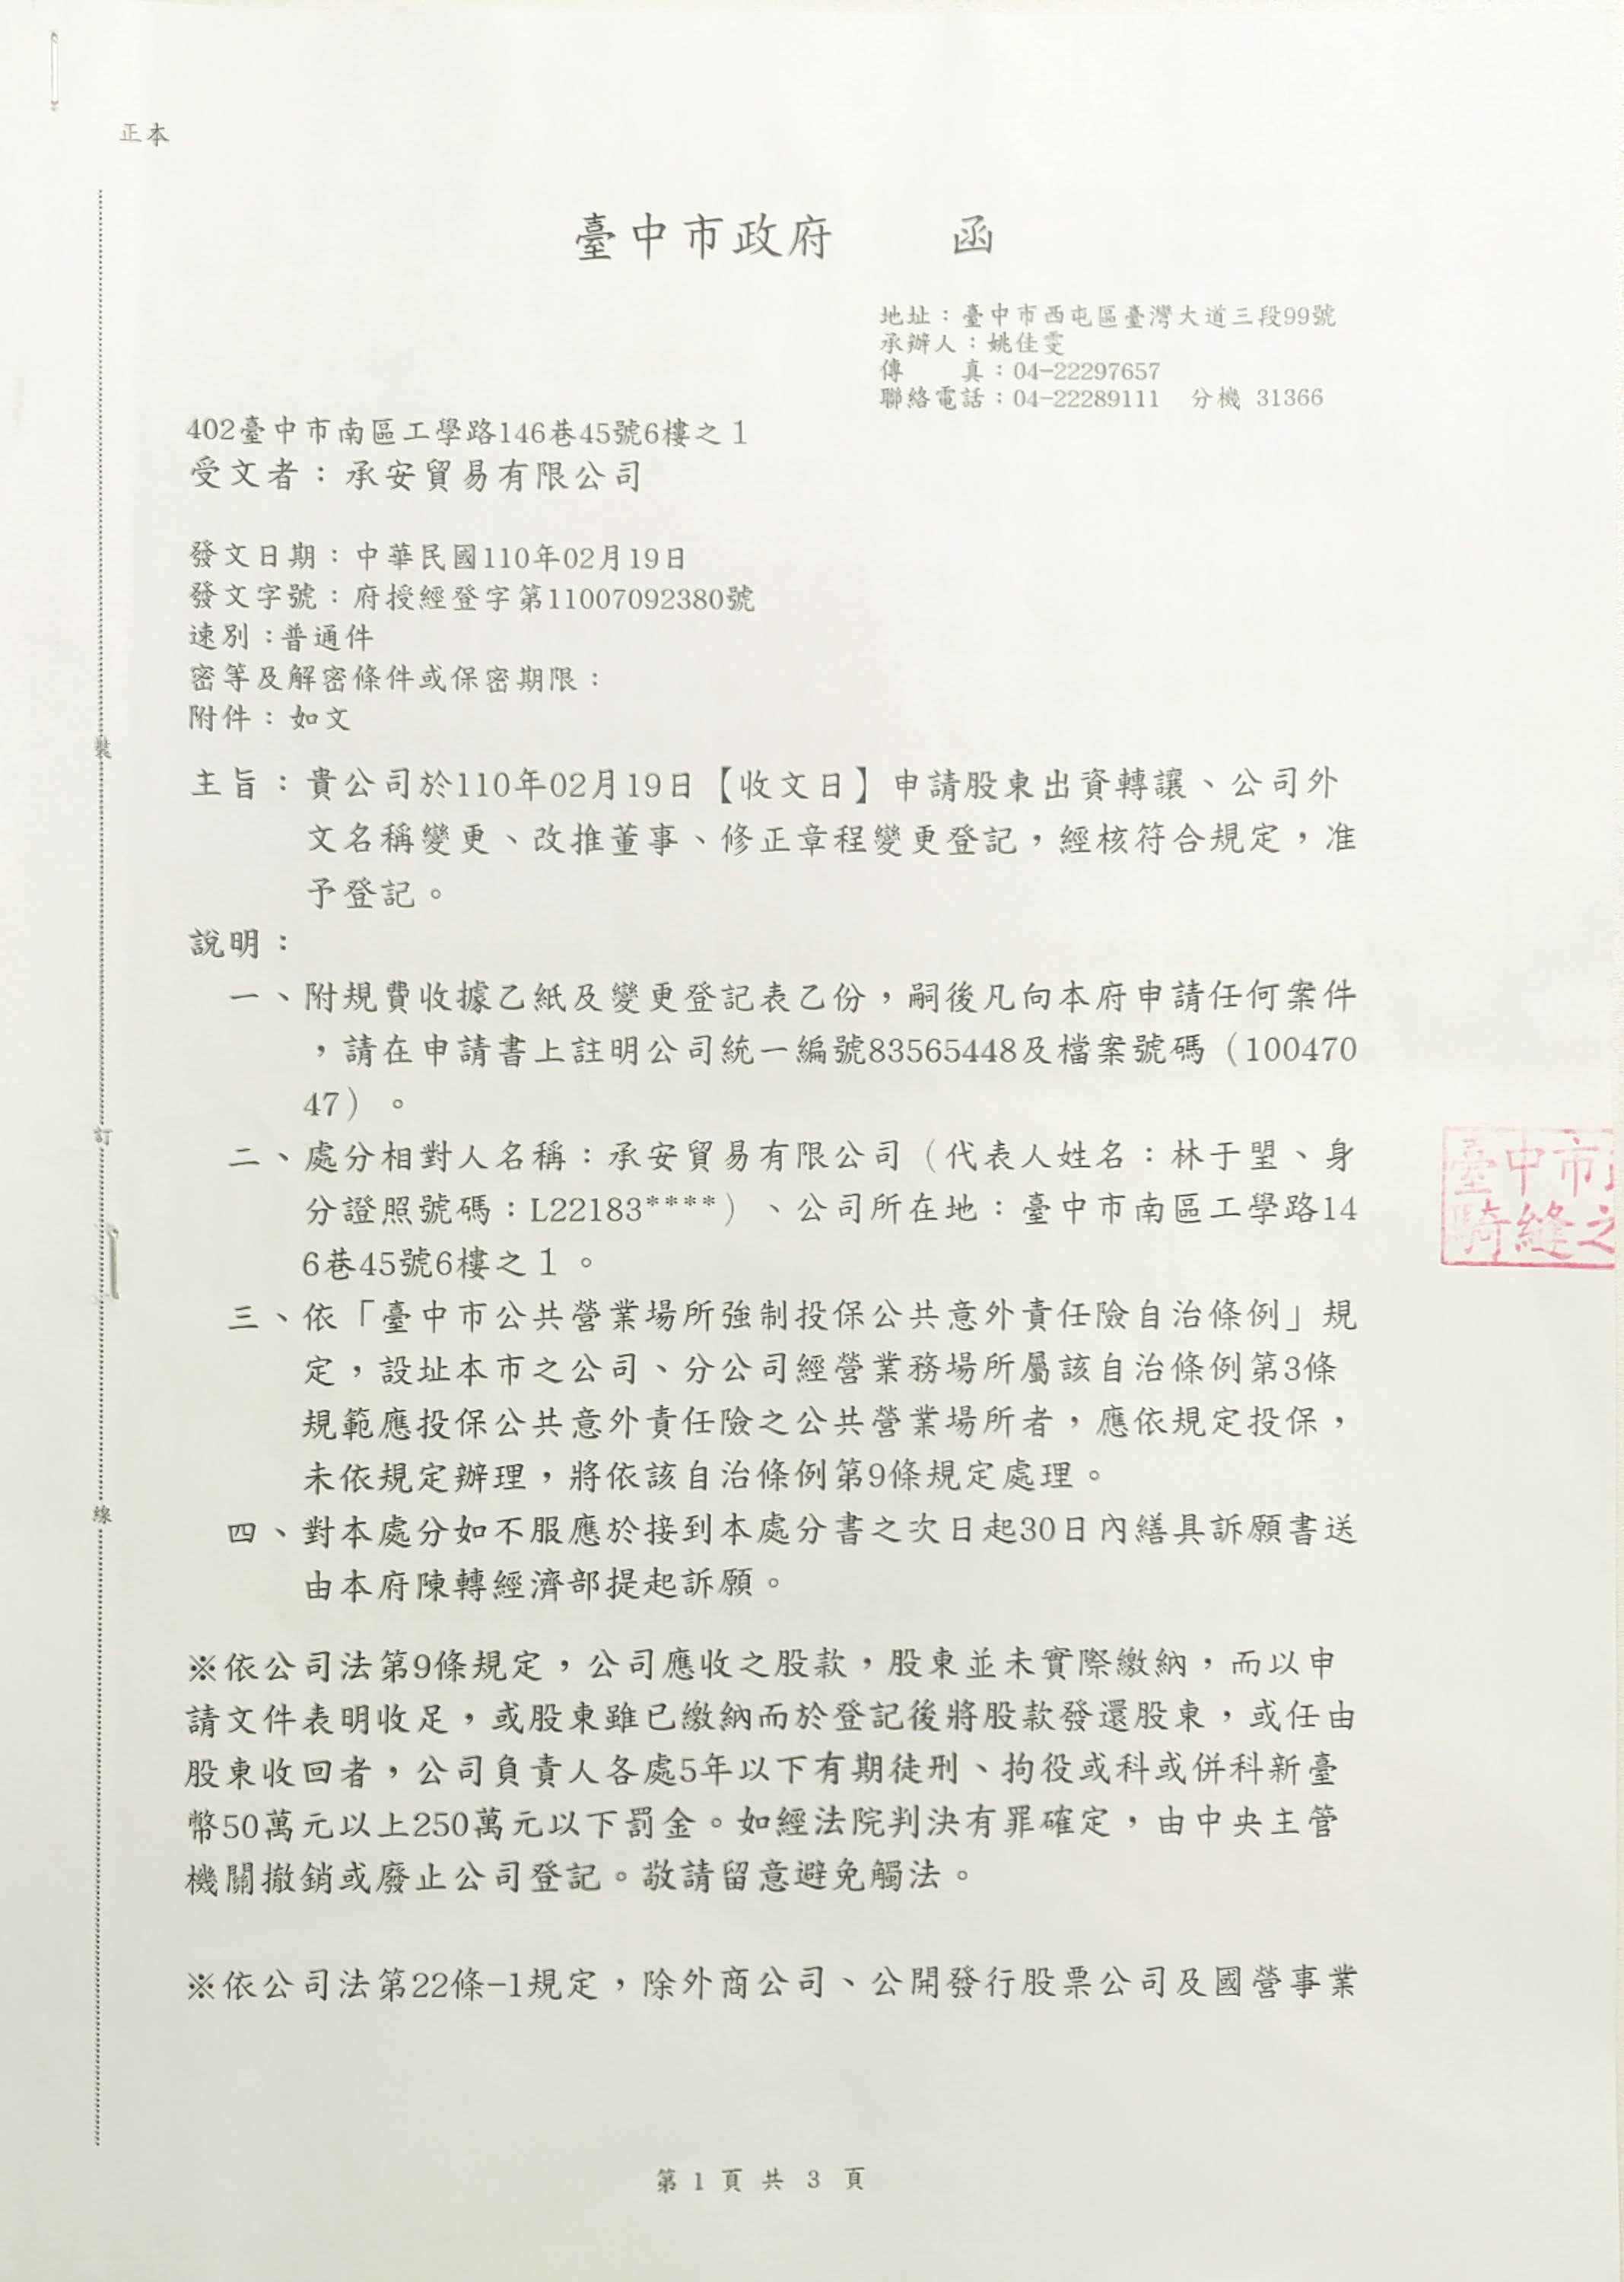 正本
臺中市政府　函
地址：臺中市西屯區臺灣大道三段99號
承辦人：姚佳雯
傳　真：04-22297657
聯絡電話：04-22289111　分機 31366
402臺中市南區工學路146巷45號6樓之1
受文者：承安貿易有限公司
發文日期：中華民國110年02月19日
發文字號：府授經登字第11007092380號
速別：普通件
密等及解密條件或保密期限：
附件：如文
主旨：貴公司於110年02月19日【收文日】申請股東出資轉讓、公司外
文名稱變更、改推董事、修正章程變更登記，經核符合規定，准
予登記。
說明：
一、附規費收據乙紙及變更登記表乙份，嗣後凡向本府申請任何案件
，請在申請書上註明公司統一編號83565448及檔案號碼（100470
47）。
二、處分相對人名稱：承安貿易有限公司（代表人姓名：林于琞、身
分證照號碼：L22183****）、公司所在地：臺中市南區工學路14
6巷45號6樓之1。
三、依「臺中市公共營業場所強制投保公共意外責任險自治條例」規
定，設址本市之公司、分公司經營業務場所屬該自治條例第3條
規範應投保公共意外責任險之公共營業場所者，應依規定投保，
未依規定辦理，將依該自治條例第9條規定處理。
四、對本處分如不服應於接到本處分書之次日起30日內繕具訴願書送
由本府陳轉經濟部提起訴願。
※依公司法第9條規定，公司應收之股款，股東並未實際繳納，而以申
請文件表明收足，或股東雖已繳納而於登記後將股款發還股東，或任由
股東收回者，公司負責人各處5年以下有期徒刑、拘役或科或併科新臺
幣50萬元以上250萬元以下罰金。如經法院判決有罪確定，由中央主管
機關撤銷或廢止公司登記。敬請留意避免觸法。
※依公司法第22條-1規定，除外商公司、公開發行股票公司及國營事業
第 1 頁 共 3 頁
裝
訂
線
臺中市
騎縫之